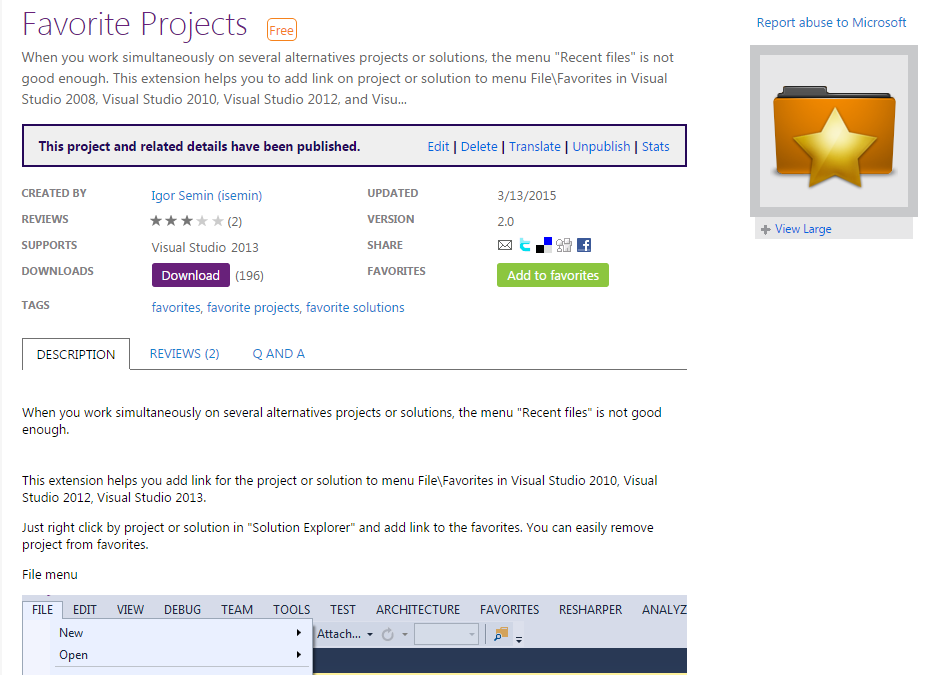 Favorite Projects Free
Report abuse to Microsoft
When you work simultaneously on several alternatives projects or solutions, the menu "Recent files" is not
good enough. This extension helps you to add link on project or solution to menu File\Favorites in Visual
Studio 2008, Visual Studio 2010, Visual Studio 2012, and Visu...
This project and related details have been published. Edit | Delete | Translate | Unpublish | Stats
View Large
CREATED BY Igor Semin (isemin) UPDATED 3/13/2015
REVIEWS (2) VERSION 2.0
SUPPORTS Visual Studio 2013 SHARE
DOWNLOADS Download (196) FAVORITES Add to favorites
TAGS favorites, favorite projects, favorite solutions
DESCRIPTION REVIEWS (2) Q AND A
When you work simultaneously on several alternatives projects or solutions, the menu "Recent files" is not good
enough.
This extension helps you add link for the project or solution to menu File\Favorites in Visual Studio 2010, Visual
Studio 2012, Visual Studio 2013.
Just right click by project or solution in "Solution Explorer" and add link to the favorites. You can easily remove
project from favorites.
File menu
FILE EDIT VIEW DEBUG TEAM TOOLS TEST ARCHITECTURE FAVORITES RESHARPER ANALYZ
New Attach...
Open